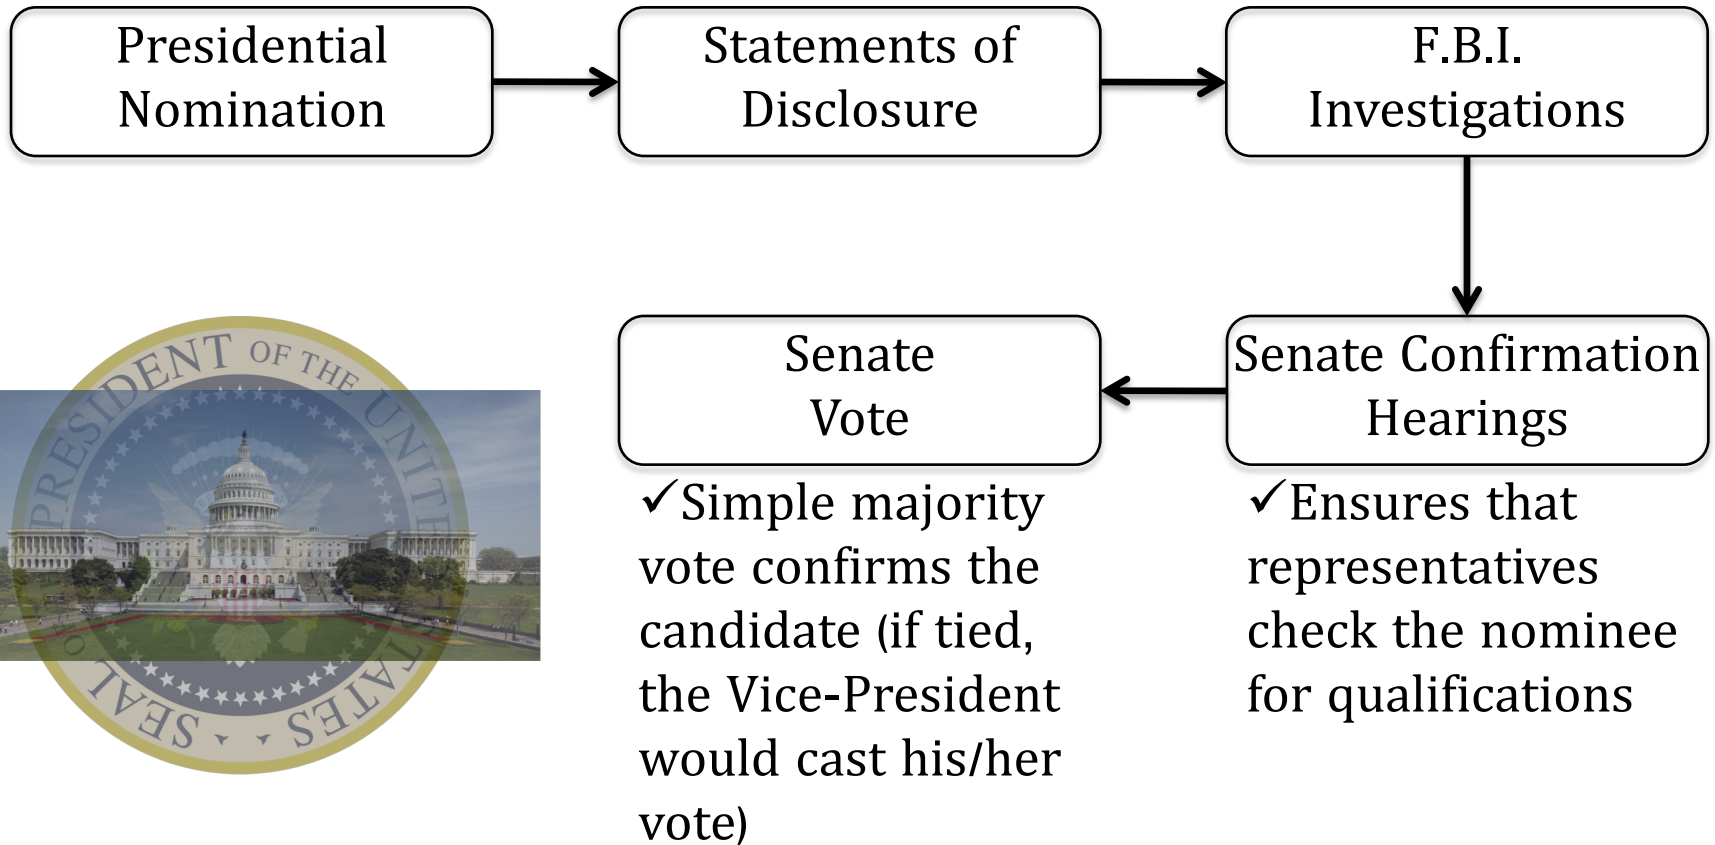 Presidential
Nomination
Statements of
Disclosure
F.B.I.
Investigations
Senate Confirmation
Hearings
✓Ensures that
representatives
check the nominee
for qualifications
Senate
Vote
✓Simple majority
vote confirms the
candidate (if tied,
the Vice-President
would cast his/her
vote)
SEAL OF THE PRESIDENT OF THE UNITED STATES